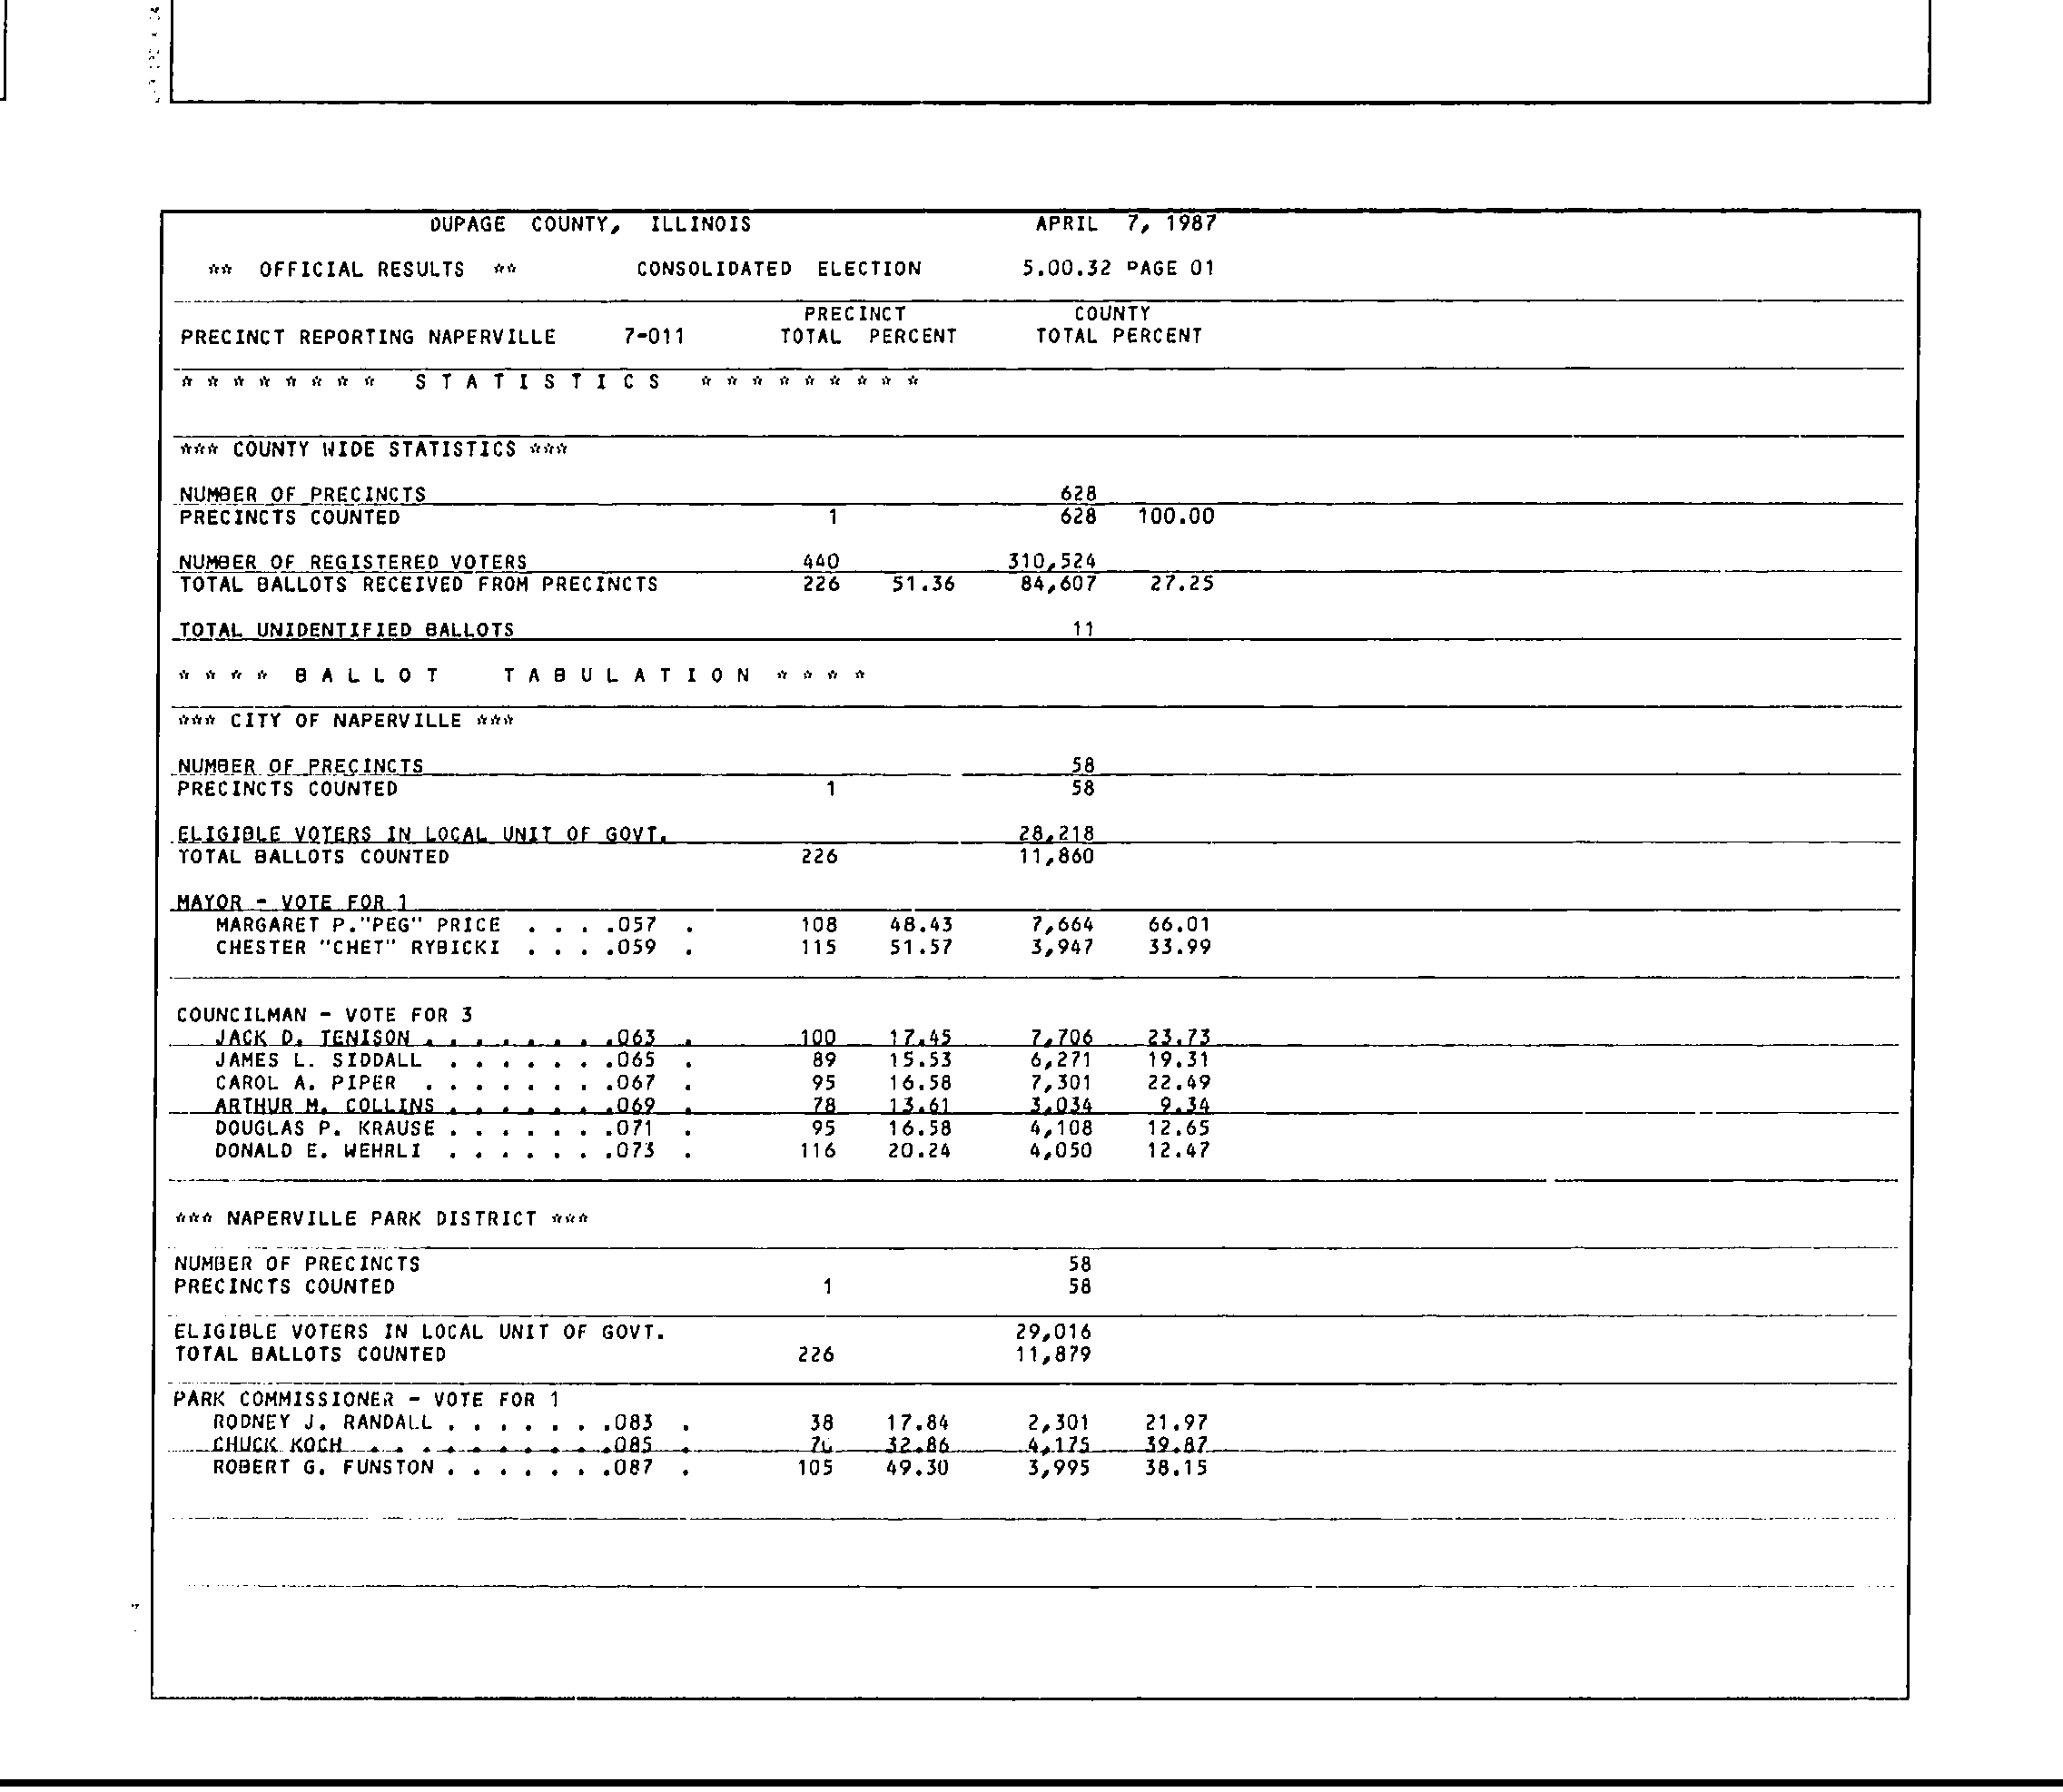 DUPAGE COUNTY, ILLINOIS APRIL 7, 1987
** OFFICIAL RESULTS ** CONSOLIDATED ELECTION 5.00.32 PAGE 01
PRECINCT COUNTY
PRECINCT REPORTING NAPERVILLE 7-011 TOTAL PERCENT TOTAL PERCENT
* * * * * * * * S T A T I S T I C S * * * * * * * * *
*** COUNTY WIDE STATISTICS ***
NUMBER OF PRECINCTS 628
PRECINCTS COUNTED 1 628 100.00
NUMBER OF REGISTERED VOTERS 440 310,524
TOTAL BALLOTS RECEIVED FROM PRECINCTS 226 51.36 84,607 27.25
TOTAL UNIDENTIFIED BALLOTS 11
* * * * B A L L O T T A B U L A T I O N * * * *
*** CITY OF NAPERVILLE ***
NUMBER OF PRECINCTS 58
PRECINCTS COUNTED 1 58
ELIGIBLE VOTERS IN LOCAL UNIT OF GOVT. 28,218
TOTAL BALLOTS COUNTED 226 11,860
MAYOR - VOTE FOR 1
MARGARET P."PEG" PRICE . . . .057 . 108 48.43 7,664 66.01
CHESTER "CHET" RYBICKI . . . .059 . 115 51.57 3,947 33.99
COUNCILMAN - VOTE FOR 3
JACK D. TENISON . . . . . . . .063 . 100 17.45 7,706 23.73
JAMES L. SIDDALL . . . . . . .065 . 89 15.53 6,271 19.31
CAROL A. PIPER . . . . . . . .067 . 95 16.58 7,301 22.49
ARTHUR M. COLLINS . . . . . . .069 . 78 13.61 3,034 9.34
DOUGLAS P. KRAUSE . . . . . . .071 . 95 16.58 4,108 12.65
DONALD E. WEHRLI . . . . . . .073 . 116 20.24 4,050 12.47
*** NAPERVILLE PARK DISTRICT ***
NUMBER OF PRECINCTS 58
PRECINCTS COUNTED 1 58
ELIGIBLE VOTERS IN LOCAL UNIT OF GOVT. 29,016
TOTAL BALLOTS COUNTED 226 11,879
PARK COMMISSIONER - VOTE FOR 1
RODNEY J. RANDALL . . . . . . .083 . 38 17.84 2,301 21.97
CHUCK KOCH . . . . . . . . . .085 . 70 32.86 4,175 39.87
ROBERT G. FUNSTON . . . . . . .087 . 105 49.30 3,995 38.15